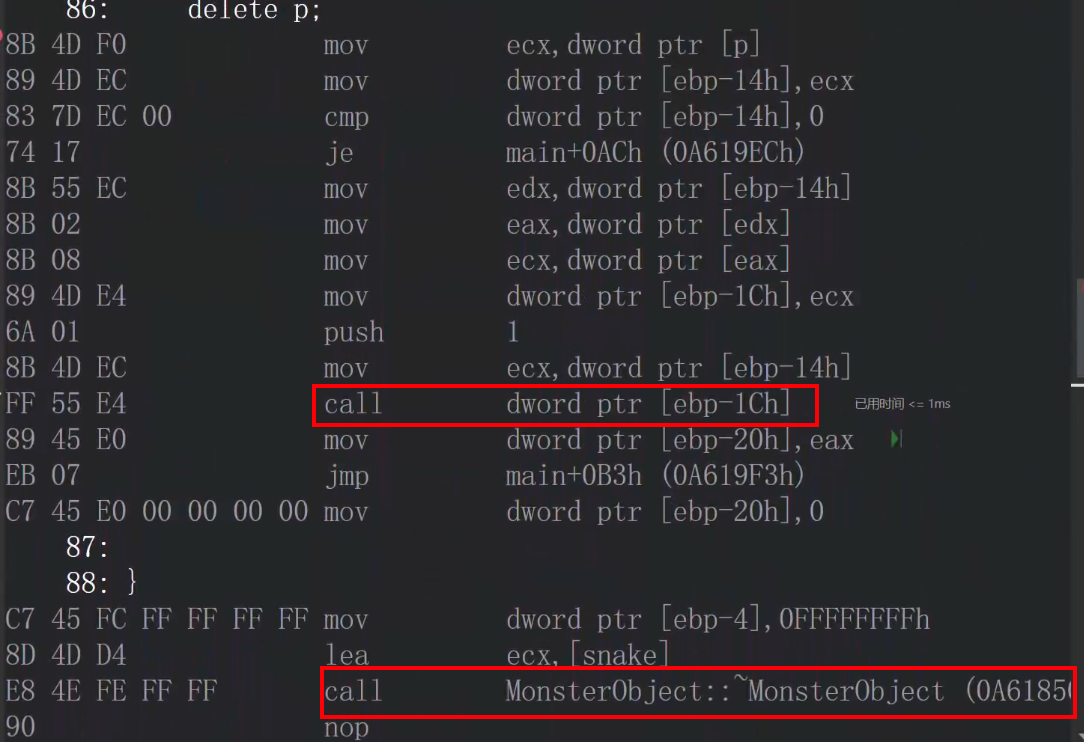 86: delete p;
8B 4D F0 mov ecx,dword ptr [p]
89 4D EC mov dword ptr [ebp-14h],ecx
83 7D EC 00 cmp dword ptr [ebp-14h],0
74 17 je main+0ACh (0A619ECh)
8B 55 EC mov edx,dword ptr [ebp-14h]
8B 02 mov eax,dword ptr [edx]
8B 08 mov ecx,dword ptr [eax]
89 4D E4 mov dword ptr [ebp-1Ch],ecx
6A 01 push 1
8B 4D EC mov ecx,dword ptr [ebp-14h]
FF 55 E4 call dword ptr [ebp-1Ch] 已用时间 <= 1ms
89 45 E0 mov dword ptr [ebp-20h],eax
EB 07 jmp main+0B3h (0A619F3h)
C7 45 E0 00 00 00 00 mov dword ptr [ebp-20h],0
87:
88: }
C7 45 FC FF FF FF FF mov dword ptr [ebp-4],0FFFFFFFFh
8D 4D D4 lea ecx,[snake]
E8 4E FE FF FF call MonsterObject::~MonsterObject (0A6185
90 nop